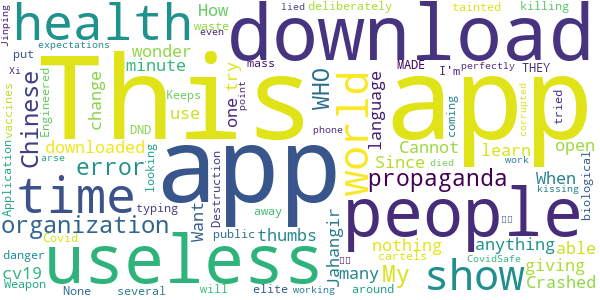 This app
app
download
people
useless
health
time
show
world
organization
error
propaganda
Chinese
WHO
language
minute
How
waste
lied
deliberately
tainted
killing
Jinping
expectations
even
mass
perfectly
MADE
I'm
THEY
wonder
put
Xi
Engineered
Keeps
point
try
one
change
use
DND
vaccines
Application
downloaded
phone
coming
tried
corrupted
Cannot
open
learn
Since
died
work
arse
looking
typing
Want
Destruction
Jahangir
kissing
biological
When
nothing
anything
able
cartels
My
giving
CovidSafe
Crashed
many
around
away
public
thumbs
will
elite
working
Covid
cv19
danger
Weapon
None
several